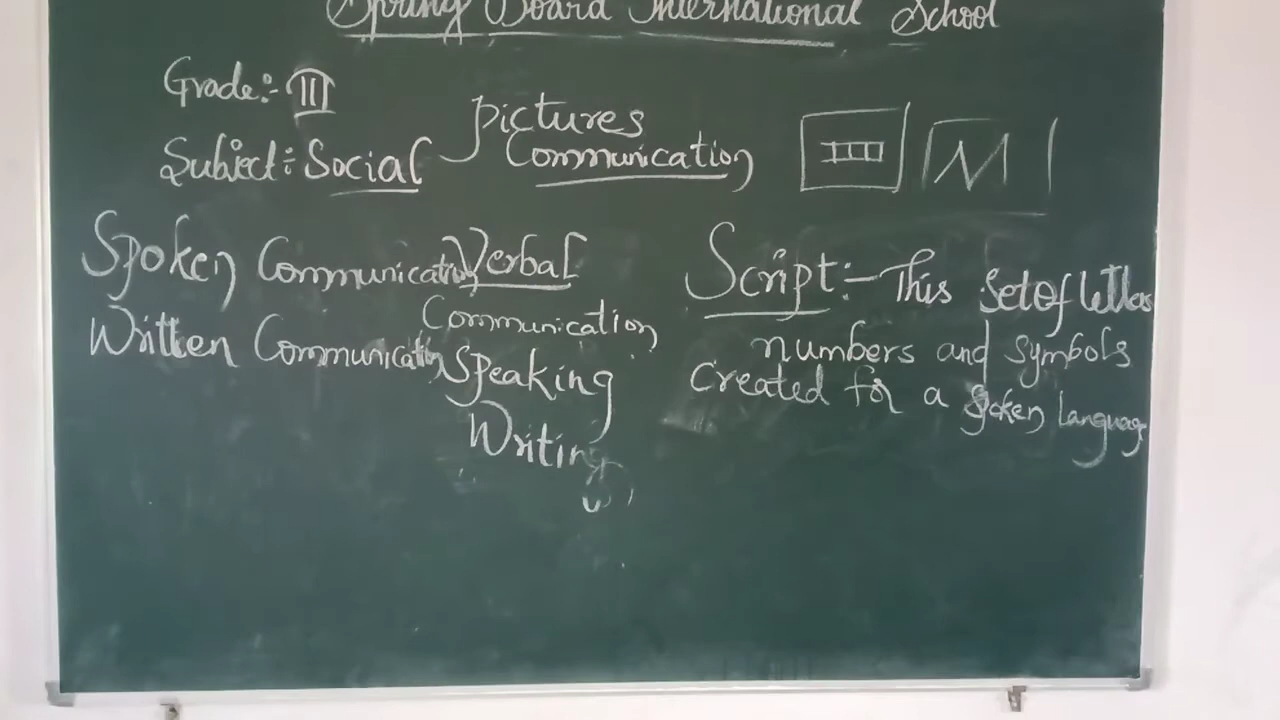 Spring Board International School
Grade:- III
Subject:- Social
pictures
Communication
Spoken Communication
Written Communication
Verbal
Communication
Speaking
Writing
Script:- This set of letters
numbers and symbols
created for a spoken language